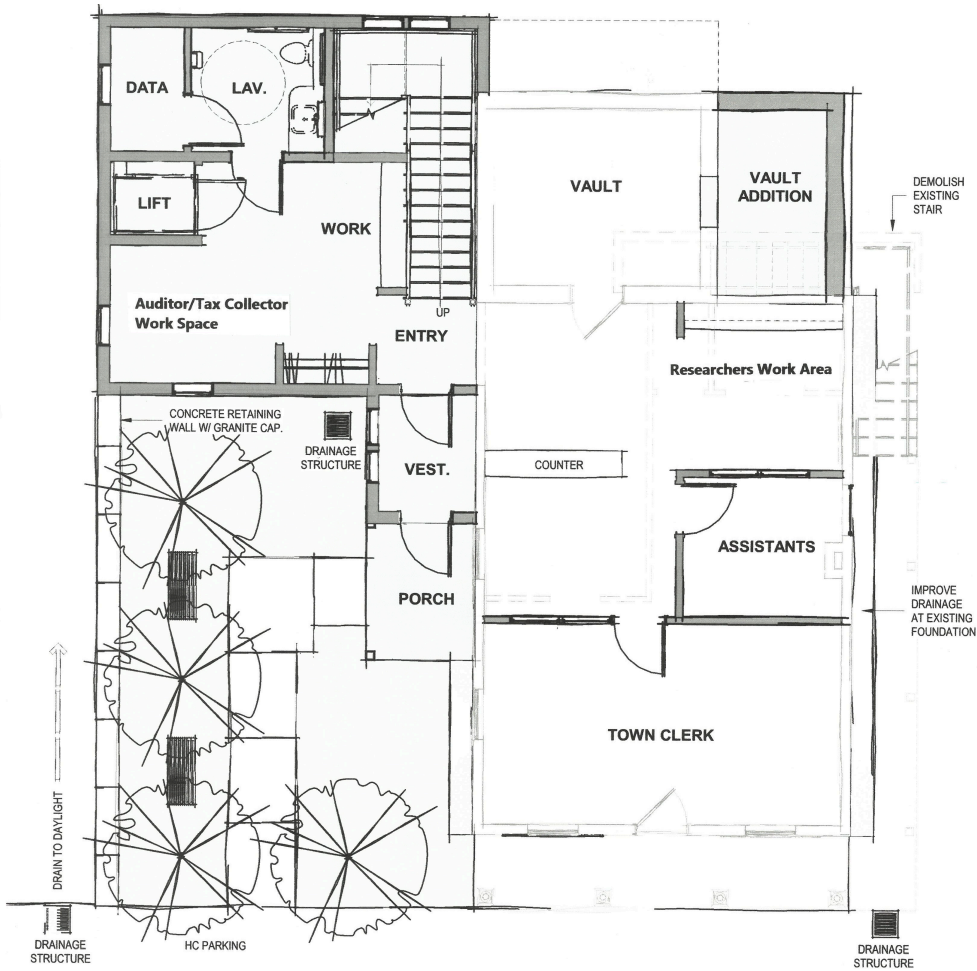 DATA
LAV.
VAULT
VAULT
ADDITION
DEMOLISH
EXISTING
STAIR
LIFT
WORK
Auditor/Tax Collector
Work Space
UP
ENTRY
Researchers Work Area
CONCRETE RETAINING
WALL W/ GRANITE CAP.
DRAINAGE
STRUCTURE
VEST.
COUNTER
ASSISTANTS
PORCH
IMPROVE
DRAINAGE
AT EXISTING
FOUNDATION
TOWN CLERK
DRAIN TO DAYLIGHT
DRAINAGE
STRUCTURE
HC PARKING
DRAINAGE
STRUCTURE